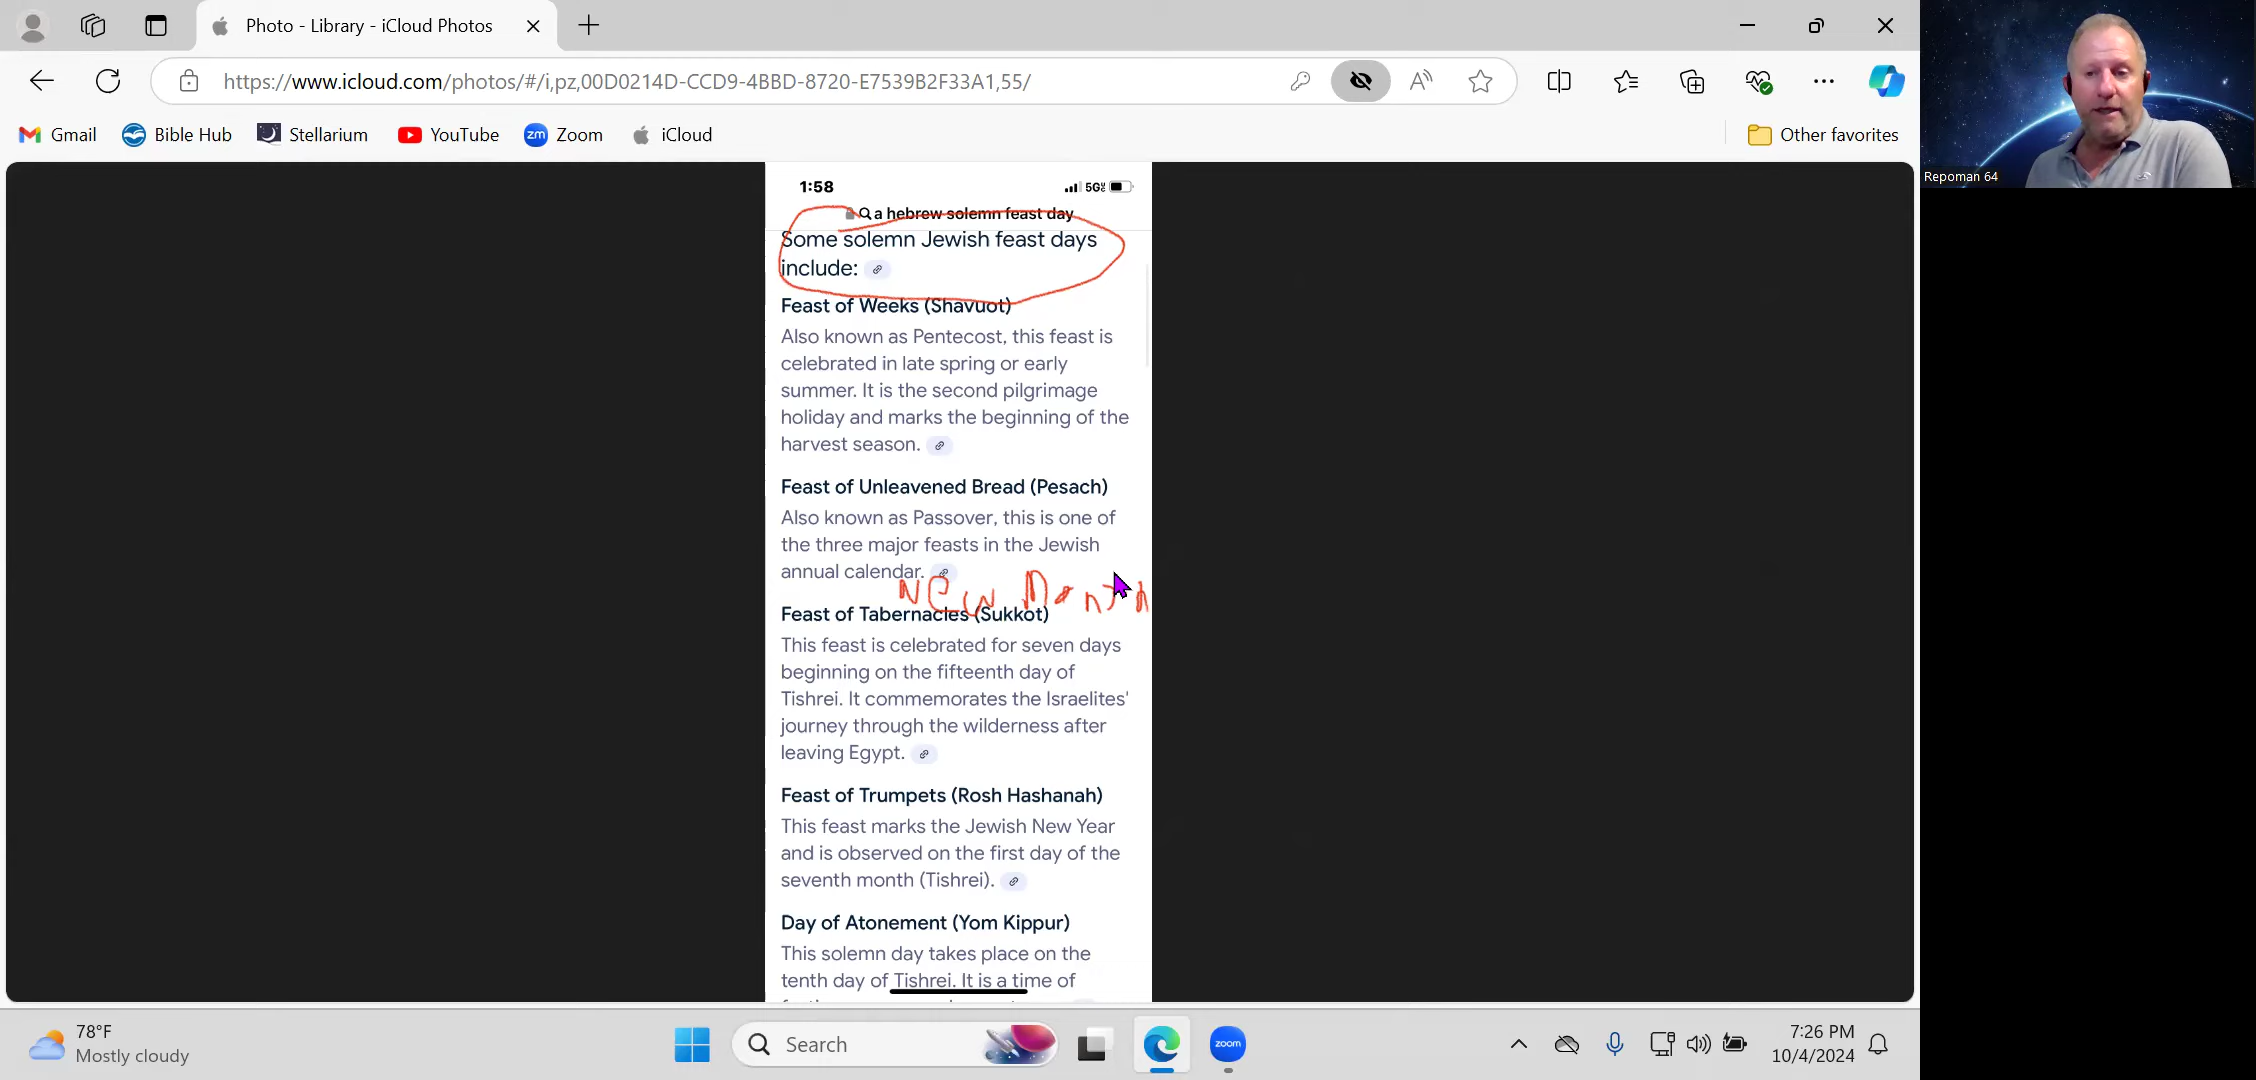 Photo - Library - iCloud Photos
https://www.icloud.com/photos/#/i,pz,00D0214D-CCD9-4BBD-8720-E7539B2F33A1,55/
Gmail Bible Hub Stellarium YouTube zm Zoom iCloud Other favorites
Repoman 64
1:58 5G
a hebrew solemn feast day
Some solemn Jewish feast days
include:
Feast of Weeks (Shavuot)
Also known as Pentecost, this feast is
celebrated in late spring or early
summer. It is the second pilgrimage
holiday and marks the beginning of the
harvest season.
Feast of Unleavened Bread (Pesach)
Also known as Passover, this is one of
the three major feasts in the Jewish
annual calendar.
New Month
Feast of Tabernacles (Sukkot)
This feast is celebrated for seven days
beginning on the fifteenth day of
Tishrei. It commemorates the Israelites'
journey through the wilderness after
leaving Egypt.
Feast of Trumpets (Rosh Hashanah)
This feast marks the Jewish New Year
and is observed on the first day of the
seventh month (Tishrei).
Day of Atonement (Yom Kippur)
This solemn day takes place on the
tenth day of Tishrei. It is a time of
78°F
Mostly cloudy
Search
zoom
7:26 PM
10/4/2024